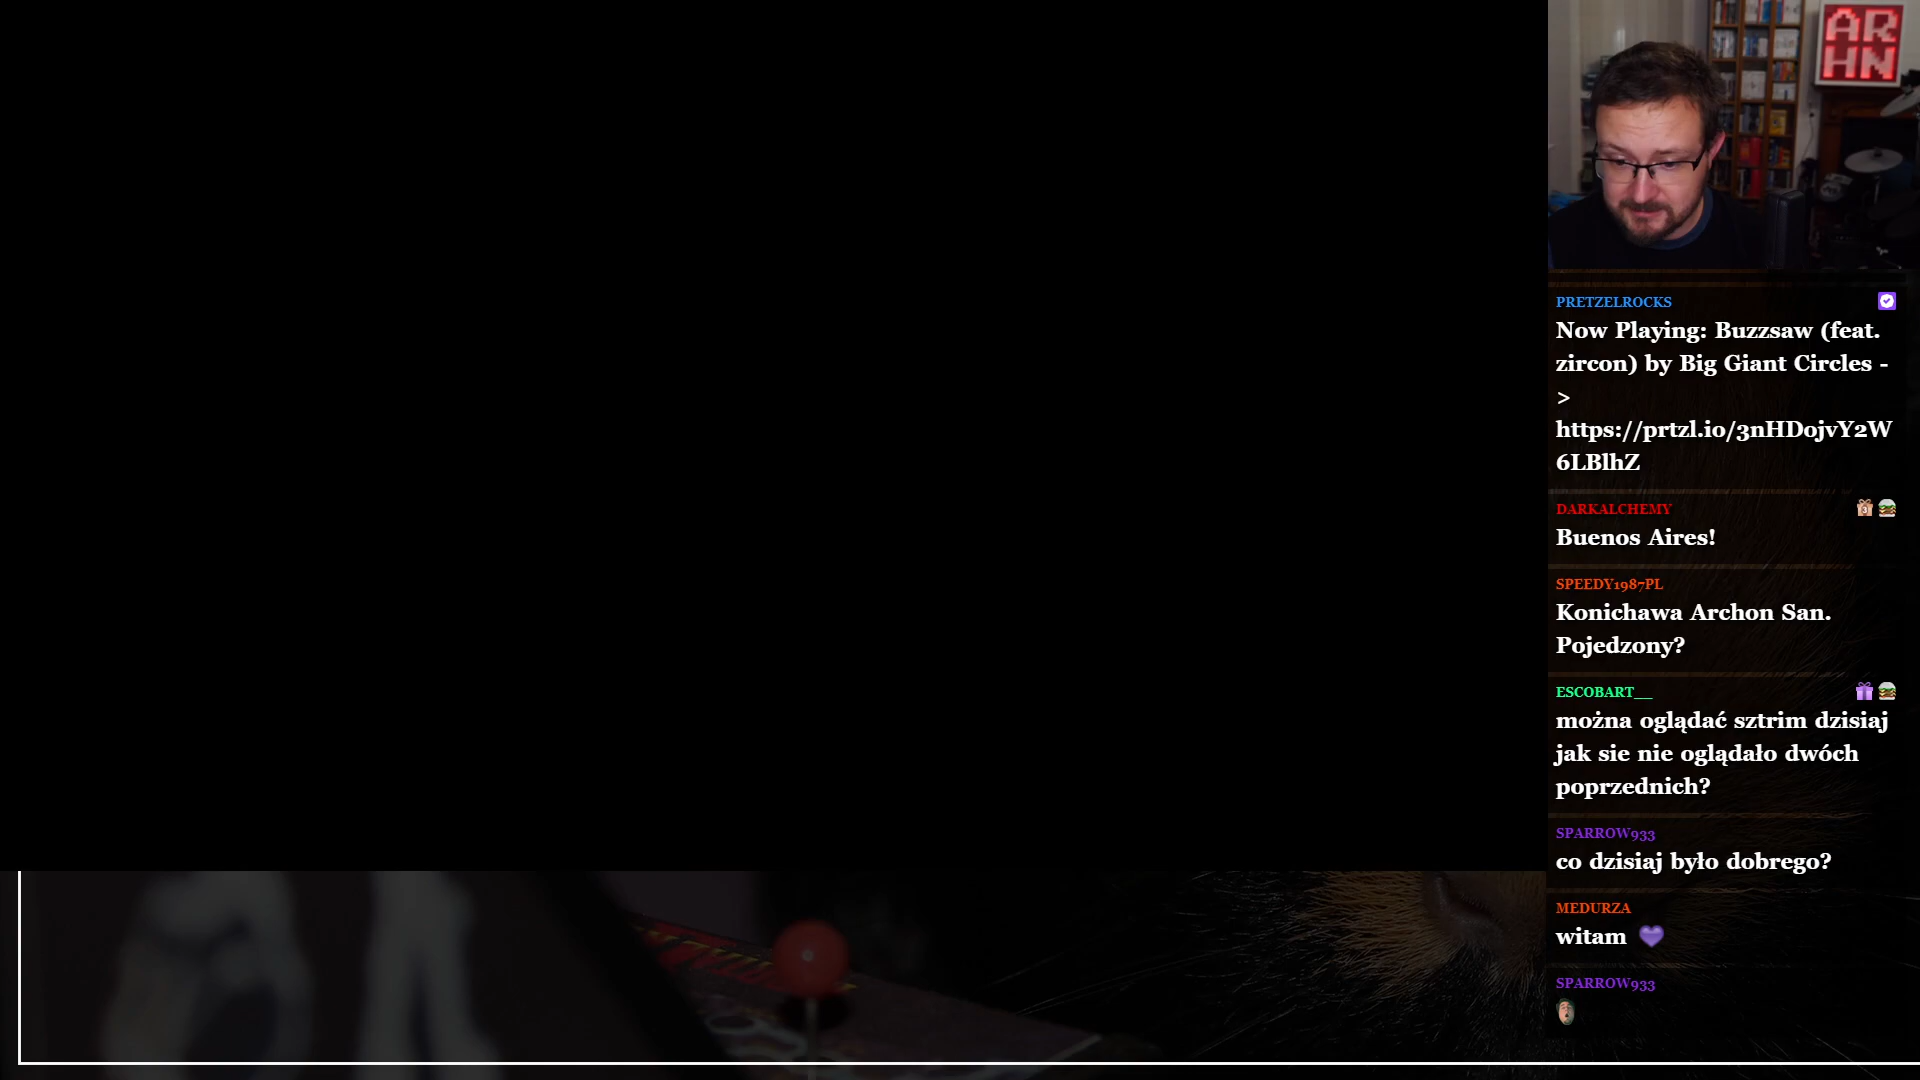 AR
HN
PRETZELROCKS
Now Playing: Buzzsaw (feat.
zircon) by Big Giant Circles -
>
https://prtzl.io/3nHDojvY2W
6LBlhZ
DARKALCHEMY
Buenos Aires!
SPEEDY1987PL
Konichawa Archon San.
Pojedzony?
ESCOBART__
można oglądać sztrim dzisiaj
jak sie nie oglądało dwóch
poprzednich?
SPARROW933
co dzisiaj było dobrego?
MEDURZA
witam
SPARROW933